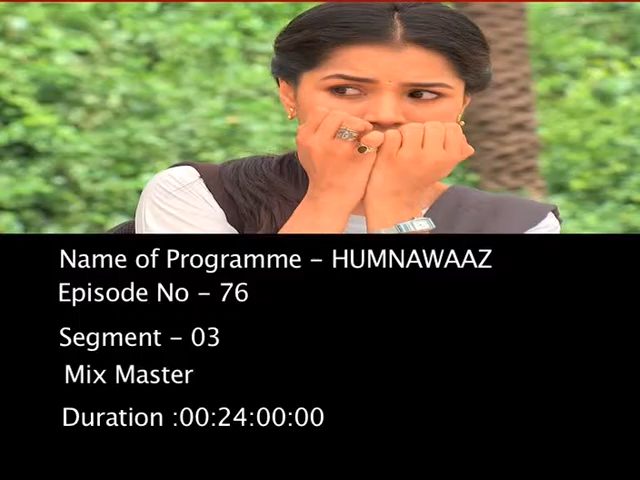 Name of Programme – HUMNAWAAZ
Episode No – 76
Segment – 03
Mix Master
Duration :00:24:00:00